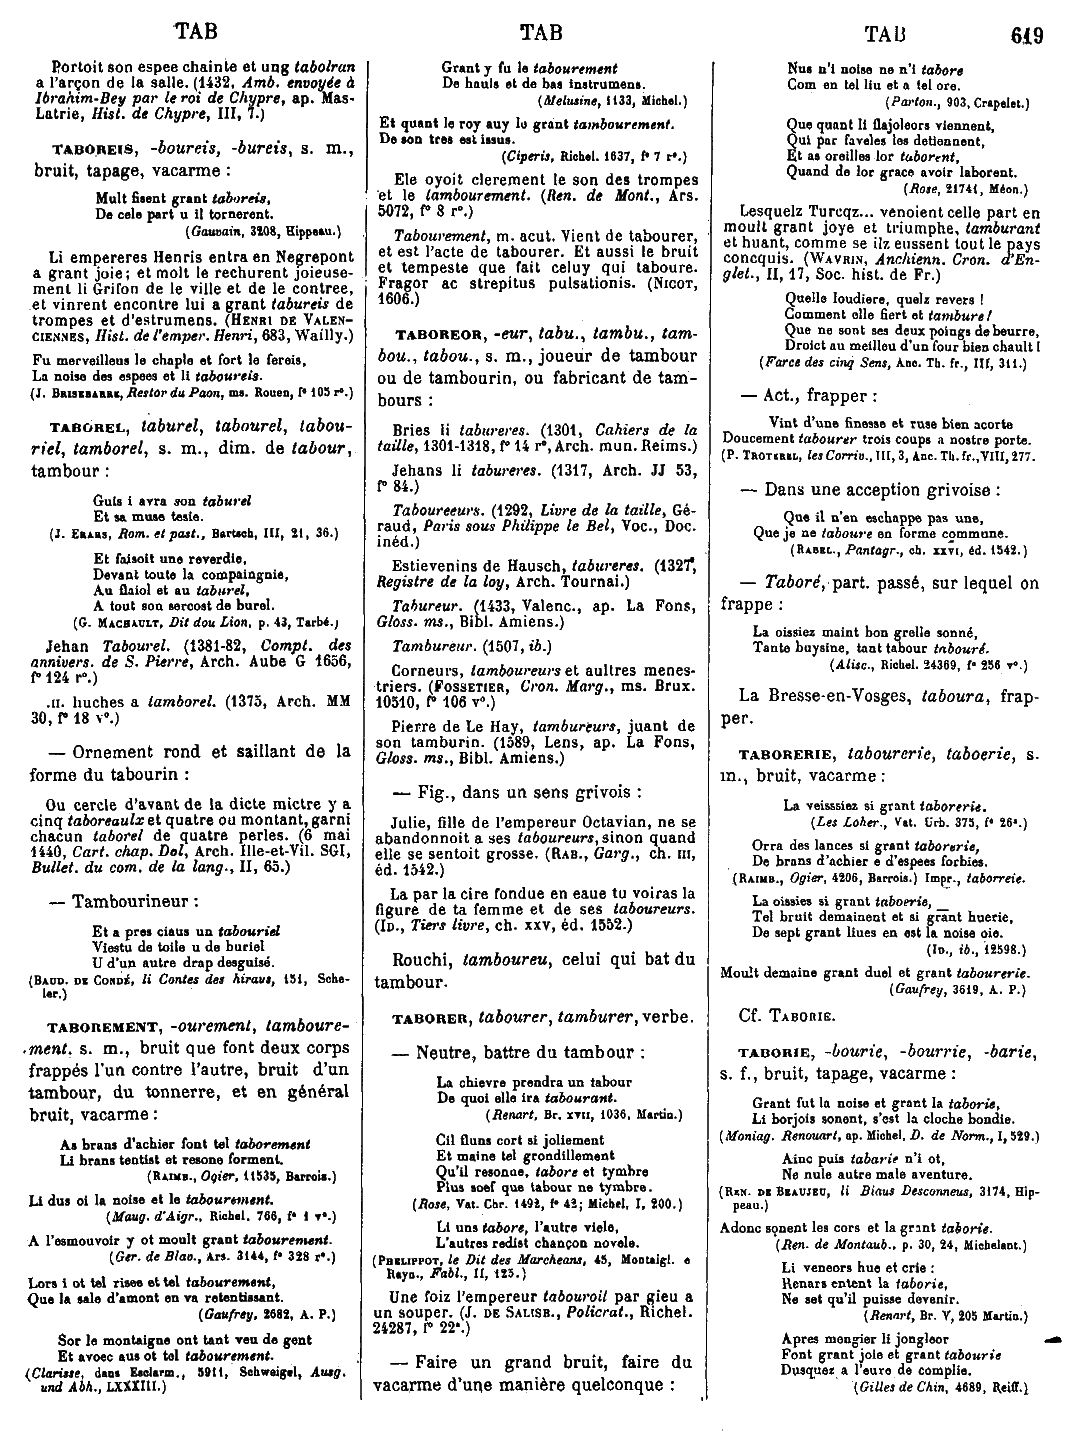 TAB
TAB
TAB
619
Portoit son espee chainte et ung tabolran
a l'arçon de la salle. (1432, Amb. envoyée à
Ibrahim-Bey par le roi de Chypre, ap. Mas-
Latrie, Hist. de Chypre, III, 7.)
TABOREIS, -boureis, -bureis, s. m.,
bruit, tapage, vacarme :
Mult fisent grant taboreis,
De cele part u il tornerent.
(Gauvain, 3208, Hippeau.)
Li empereres Henris entra en Negrepont
a grant joie; et molt le rechurent joieuse-
ment li Grifon de le ville et de le contree,
et vinrent encontre lui a grant tabureis de
trompes et d'estrumens. (HENRI DE VALEN-
CIENNES, Hist. de l'emper. Henri, 683, Wailly.)
Fu merveilleus le chaple et fort le fereis,
La noise des espees et li taboureis.
(J. BRISEBARRE, Restor du Paon, ms. Rouen, f° 105 r°.)
TABOREL, taburel, tabourel, tabou-
riel, tamborel, s. m., dim. de tabour,
tambour :
Guis i avra son taburel
Et sa muse tesie.
(J. ERARS, Rom. et past., Bartsch, III, 21, 36.)
Et faisoit une reverdie,
Devant toute la compaingnie,
Au flaiol et au taburel,
A tout son sercost de burel.
(G. MACHAULT, Dit dou Lion, p. 43, Tarbé.)
Jehan Tabourel. (1381-82, Compt. des
annivers. de S. Pierre, Arch. Aube G 1656,
f° 124 r°.)
.II. huches a tamborel. (1375, Arch. MM
30, f° 18 v°.)
— Ornement rond et saillant de la
forme du tabourin :
Ou cercle d'avant de la dicte mictre y a
cinq taboreaulx et quatre ou montant, garni
chacun taborel de quatre perles. (6 mai
1440, Cart. chap. Dol, Arch. Ille-et-Vil. SGI,
Bullet. du com. de la lang., II, 65.)
— Tambourineur :
Et a pres ciaus un tabouriel
Viestu de toile u de buriel
U d'un autre drap desguisé.
(BAUD. DE CONDÉ, li Contes des hiraus, 151, Sche-
ler.)
TABOREMENT, -ourement, tamboure-
ment, s. m., bruit que font deux corps
frappés l'un contre l'autre, bruit d'un
tambour, du tonnerre, et en général
bruit, vacarme :
As brans d'achier font tel taborement
Li brans tentist et resone forment.
(RAIMB., Ogier, 11535, Barrois.)
Li dus oi la noise et le tabourement.
(Maug. d'Aigr., Richel. 766, f° 1 v°.)
A l'esmouvoir y ot moult grant tabourement.
(Ger. de Blav., Ars. 3144, f° 328 r°.)
Lors i ot tel risee et tel tabourement,
Que la sale d'amont en va retentissant.
(Gaufrey, 2682, A. P.)
Sor le montaigne ont tant veu de gent
Et avoec aus ot tel tabourement.
(Clarisse, dans Esclarm., 5911, Schweigel, Ausg.
und Abh., LXXXIII.)
Grant y fu le tabourement
De hauls et de bas instrumens.
(Melusine, 1133, Michel.)
Et quant le roy auy lo grant tambourement.
De son tres est issus.
(Ciperis, Richel. 1637, f° 7 r°.)
Ele oyoit clerement le son des trompes
et le tambourement. (Ren. de Mont., Ars.
5072, f° 8 r°.)
Tabourement, m. acut. Vient de tabourer,
et est l'acte de tabourer. Et aussi le bruit
et tempeste que fait celuy qui taboure.
Fragor ac strepitus pulsationis. (NICOT,
1606.)
TABOREOR, -eur, tabu., tambu., tam-
bou., tabou., s. m., joueur de tambour
ou de tambourin, ou fabricant de tam-
bours :
Bries li tabureres. (1301, Cahiers de la
taille, 1301-1318, f° 14 r°, Arch. mun. Reims.)
Jehans li tabureres. (1317, Arch. JJ 53,
f° 84.)
Taboureeurs. (1292, Livre de la taille, Gé-
raud, Paris sous Philippe le Bel, Voc., Doc.
inéd.)
Estievenins de Hausch, tabureres. (1327,
Registre de la loy, Arch. Tournai.)
Tabureur. (1433, Valenc., ap. La Fons,
Gloss. ms., Bibl. Amiens.)
Tambureur. (1507, ib.)
Corneurs, tamboureurs et aultres menes-
triers. (FOSSETIER, Cron. Marg., ms. Brux.
10510, f° 106 v°.)
Pierre de Le Hay, tambureurs, juant de
son tamburin. (1589, Lens, ap. La Fons,
Gloss. ms., Bibl. Amiens.)
— Fig., dans un sens grivois :
Julie, fille de l'empereur Octavian, ne se
abandonnoit a ses taboureurs, sinon quand
elle se sentoit grosse. (RAB., Garg., ch. III,
éd. 1542.)
La par la cire fondue en eaue tu voiras la
figure de ta femme et de ses taboureurs.
(ID., Tiers livre, ch. XXV, éd. 1552.)
Rouchi, tamboureu, celui qui bat du
tambour.
TABORER, tabourer, tamburer, verbe.
— Neutre, battre du tambour :
La chievre prendra un tabour
De quoi elle ira tabourant.
(Renart, Br. XVII, 1036, Martin.)
Cil fluns cort si joliement
Et maine tel grondillement
Qu'il resonne, tabore et tymbre
Plus soef que tabour ne tymbre.
(Rose, Vat. Chr. 1492, f° 42; Michel, I, 200.)
Li uns tabore, l'autre viele,
L'autres redist chançon novele.
(PHELIPPOT, le Dit des Marcheans, 45, Montaigl. e
Rayn., Fabl., II, 125.)
Une foiz l'empereur tabouroil par gieu a
un souper. (J. DE SALISB., Policrat., Richel.
24287, f° 22ª.)
— Faire un grand bruit, faire du
vacarme d'une manière quelconque :
Nus n'i noise ne n'i tabore
Com en tel liu et a tel ore.
(Parton., 903, Crapelet.)
Que quant li flajoleors viennent,
Qui par faveles les detiennent,
Et as oreilles lor taborent,
Quand de lor grace avoir laborent.
(Rose, 21741, Méon.)
Lesquelz Turcqz... venoient celle part en
moult grant joye et triumphe, tamburant
et huant, comme se ilz eussent tout le pays
concquis. (WAVRIN, Anchienn. Cron. d'En-
glet., II, 17, Soc. hist. de Fr.)
Quelle loudiere, quelz revers !
Comment elle fiert et tambure !
Que ne sont ses deux poings de beurre,
Droict au meilleu d'un four bien chault !
(Farce des cinq Sens, Anc. Th. fr., III, 311.)
— Act., frapper :
Vint d'une finesse et ruse bien acorte
Doucement tabourer trois coups a nostre porte.
(P. TROTEREL, les Corriv., III, 3, Anc. Th. fr., VIII, 277.
— Dans une acception grivoise :
Que il n'en eschappe pas une,
Que je ne taboure en forme commune.
(RABEL., Pantagr., ch. XXVI, éd. 1542.)
— Taboré, part. passé, sur lequel on
frappe :
La oissiez maint bon grelle sonné,
Tante buysine, tant tabour tabouré.
(Alisc., Richel. 24369, f° 256 v°.)
La Bresse-en-Vosges, taboura, frap-
per.
TABORERIE, tabourerie, taboerie, s.
m., bruit, vacarme :
La veisssiez si grant taborerie.
(Les Loher., Vat. Urb. 375, f° 26ª.)
Orra des lances si grant taborerie,
De brans d'achier e d'espees forbies.
(RAIMB., Ogier, 4206, Barrois.) Impr., taborreie.
La oissies si grant taboerie,
Tel bruit demainent et si grant huerie,
De sept grant liues en est la noise oie.
(ID., ib., 12598.)
Moult demaine grant duel et grant tabourerie.
(Gaufrey, 3619, A. P.)
Cf. TABORIE.
TABORIE, -bourie, -bourrie, -barie,
s. f., bruit, tapage, vacarme :
Grant fut la noise et grant la taborie,
Li borjois sonent, s'est la cloche bondie.
(Moniag. Renouart, ap. Michel, D. de Norm., I, 529.)
Ainc puis tabarie n'i ot,
Ne nule autre male aventure.
(REN. DE BEAUJEU, li Biaus Desconneus, 3174, Hip-
peau.)
Adonc sonent les cors et la grant taborie.
(Ren. de Montaub., p. 30, 24, Michelant.)
Li veneors hue et crie :
Renars entent la taborie,
Ne set qu'il puisse devenir.
(Renart, Br. V, 205 Martin.)
Apres mengier li jongleor
Font grant joie et grant tabourie
Dusquez a l'eure de complie.
(Gilles de Chin, 4689, Reiff.)